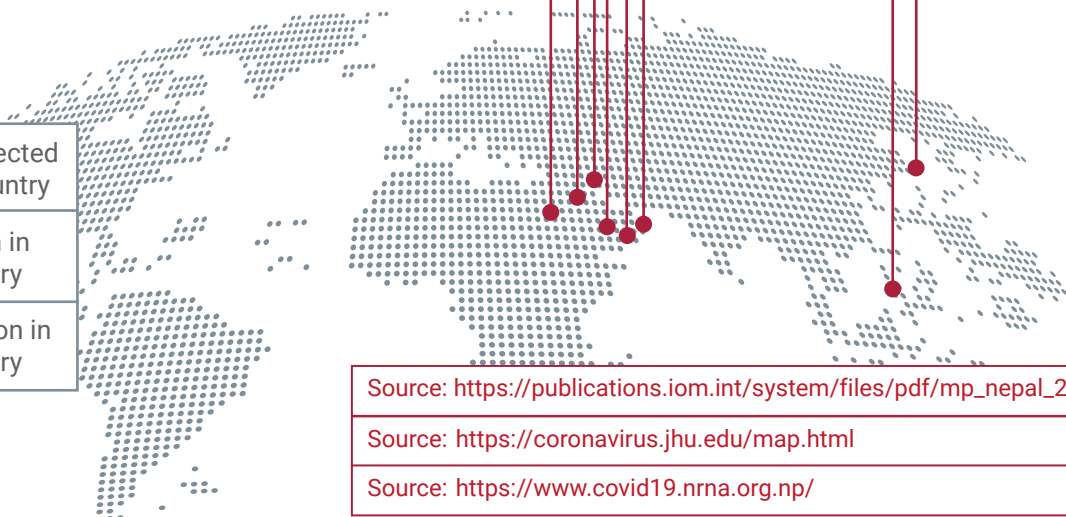 ected
untry
in
ry
on in
ry
Source: https://publications.iom.int/system/files/pdf/mp_nepal_2
Source: https://coronavirus.jhu.edu/map.html
Source: https://www.covid19.nrna.org.np/